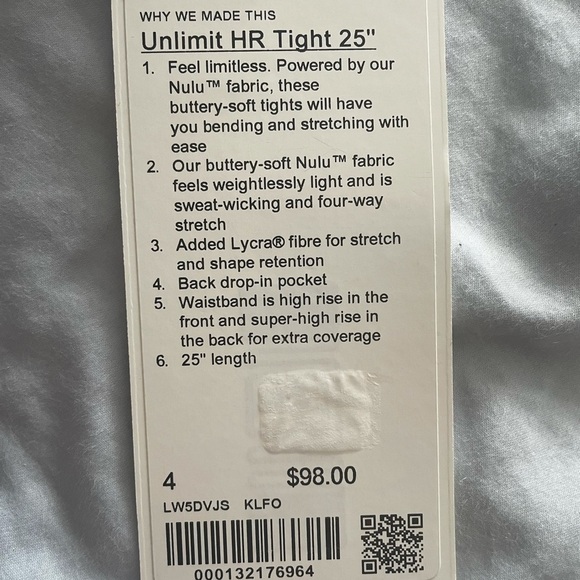 WHY WE MADE THIS
Unlimit HR Tight 25"
1. Feel limitless. Powered by our
Nulu™ fabric, these
buttery-soft tights will have
you bending and stretching with
ease
2. Our buttery-soft Nulu™ fabric
feels weightlessly light and is
sweat-wicking and four-way
stretch
3. Added Lycra® fibre for stretch
and shape retention
4. Back drop-in pocket
5. Waistband is high rise in the
front and super-high rise in
the back for extra coverage
6. 25" length
4 $98.00
LW5DVJS KLFO
000132176964